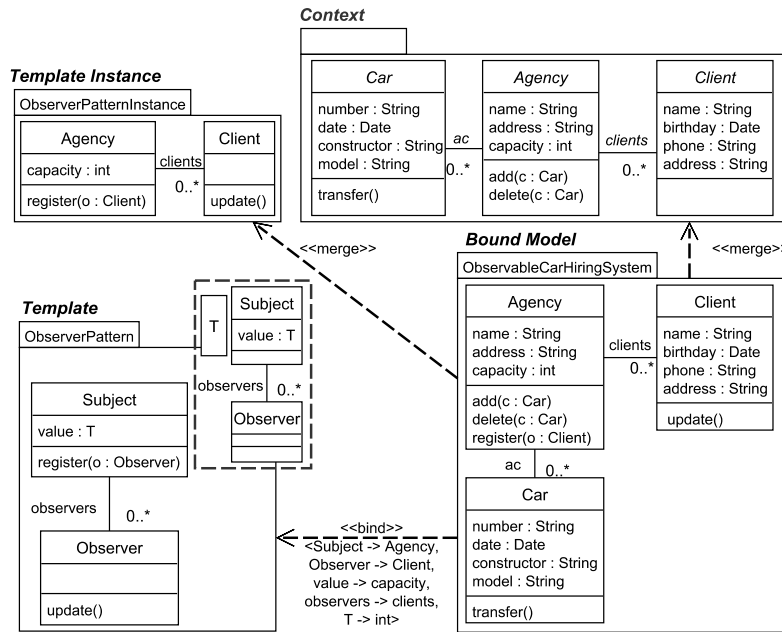 Context
Car
number : String
date : Date
constructor : String
model : String
transfer()
ac
0..*
Agency
name : String
address : String
capacity : int
add(c : Car)
delete(c : Car)
clients
0..*
Client
name : String
birthday : Date
phone : String
address : String
Template Instance
ObserverPatternInstance
Agency
capacity : int
register(o : Client)
clients
0..*
Client
update()
<<merge>>
<<merge>>
Template
ObserverPattern
T
Subject
value : T
observers
0..*
Observer
Subject
value : T
register(o : Observer)
observers
0..*
Observer
update()
<<bind>>
<Subject -> Agency,
Observer -> Client,
value -> capacity,
observers -> clients,
T -> int>
Bound Model
ObservableCarHiringSystem
Agency
name : String
address : String
capacity : int
add(c : Car)
delete(c : Car)
register(o : Client)
clients
0..*
Client
name : String
birthday : Date
phone : String
address : String
update()
ac
0..*
Car
number : String
date : Date
constructor : String
model : String
transfer()